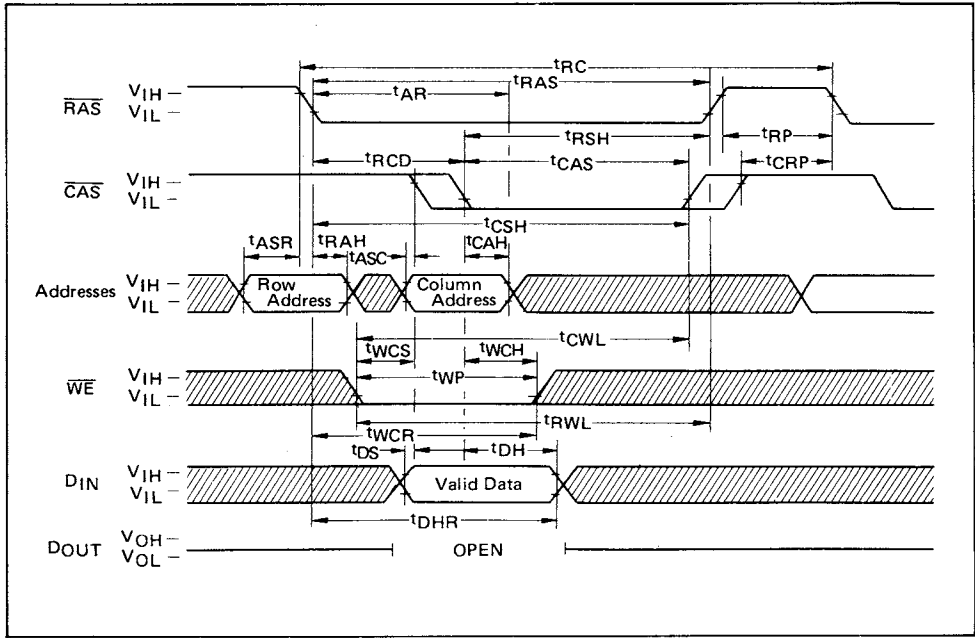 tRC
tRAS
tAR
RAS
VIH
VIL
tRSH
tRP
tRCD
tCAS
tCRP
CAS
VIH
VIL
tCSH
tASR
tRAH
tASC
tCAH
Addresses
VIH
VIL
Row
Address
Column
Address
tCWL
tWCS
tWCH
WE
VIH
VIL
tWP
tRWL
tWCR
tDS
tDH
DIN
VIH
VIL
Valid Data
tDHR
DOUT
VOH
VOL
OPEN